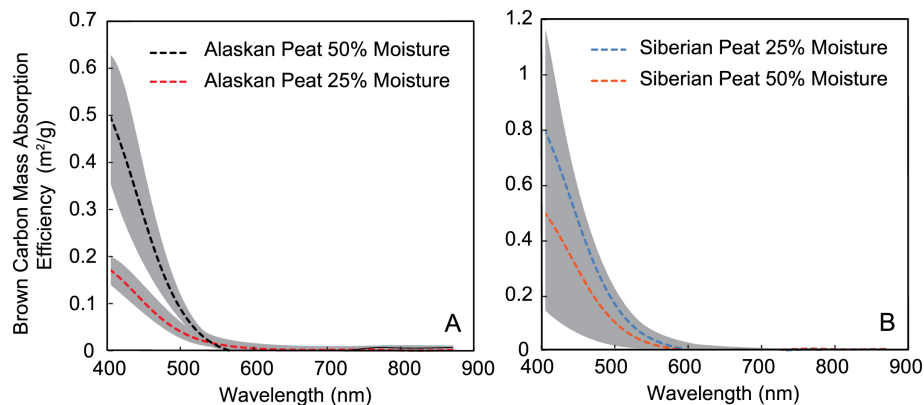 Brown Carbon Mass Absorption
Efficiency (m²/g)
0.7
0.6
0.5
0.4
0.3
0.2
0.1
0
Alaskan Peat 50% Moisture
Alaskan Peat 25% Moisture
A
400 500 600 700 800 900
Wavelength (nm)
1.2
1
0.8
0.6
0.4
0.2
0
Siberian Peat 25% Moisture
Siberian Peat 50% Moisture
B
400 500 600 700 800 900
Wavelength (nm)